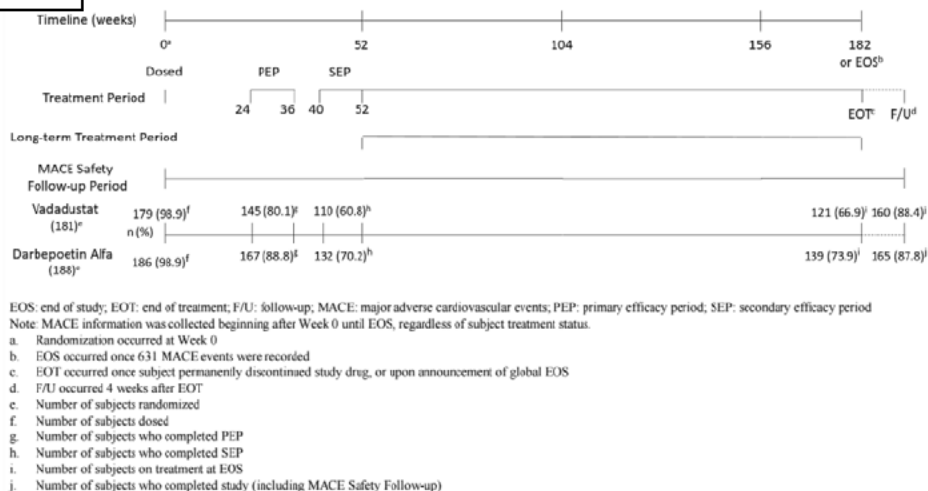 Timeline (weeks)
0ᵃ 52 104 156 182
or EOSᵇ
Dosed PEP SEP
Treatment Period
24 36 40 52 EOTᶜ F/Uᵈ
Long-term Treatment Period
MACE Safety
Follow-up Period
Vadadustat 179 (98.9)ᶠ 145 (80.1)ᵍ 110 (60.8)ʰ 121 (66.9)ⁱ 160 (88.4)ʲ
(181)ᵉ n (%)
Darbepoetin Alfa 186 (98.9)ᶠ 167 (88.8)ᵍ 132 (70.2)ʰ 139 (73.9)ⁱ 165 (87.8)ʲ
(188)ᵉ
EOS: end of study; EOT: end of treatment; F/U: follow-up; MACE: major adverse cardiovascular events; PEP: primary efficacy period; SEP: secondary efficacy period
Note: MACE information was collected beginning after Week 0 until EOS, regardless of subject treatment status.
a. Randomization occurred at Week 0
b. EOS occurred once 631 MACE events were recorded
c. EOT occurred once subject permanently discontinued study drug, or upon announcement of global EOS
d. F/U occurred 4 weeks after EOT
e. Number of subjects randomized
f. Number of subjects dosed
g. Number of subjects who completed PEP
h. Number of subjects who completed SEP
i. Number of subjects on treatment at EOS
j. Number of subjects who completed study (including MACE Safety Follow-up)